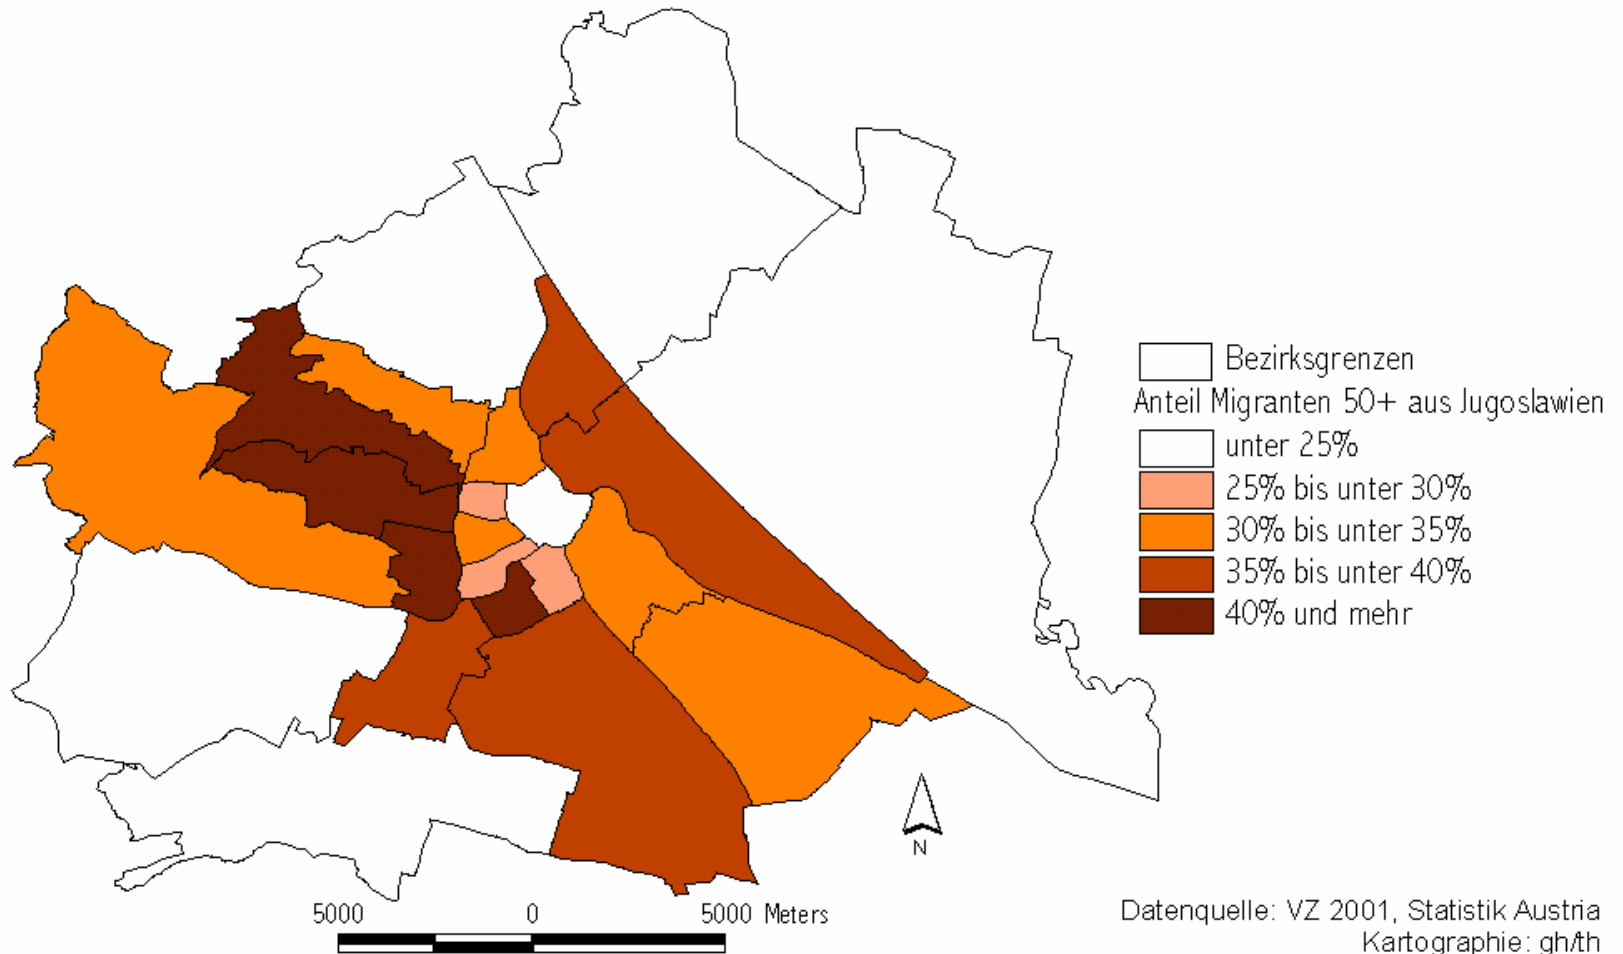 Bezirksgrenzen
Anteil Migranten 50+ aus Jugoslawien
unter 25%
25% bis unter 30%
30% bis unter 35%
35% bis unter 40%
40% und mehr
N
5000 0 5000 Meters
Datenquelle: VZ 2001, Statistik Austria
Kartographie: gh/th